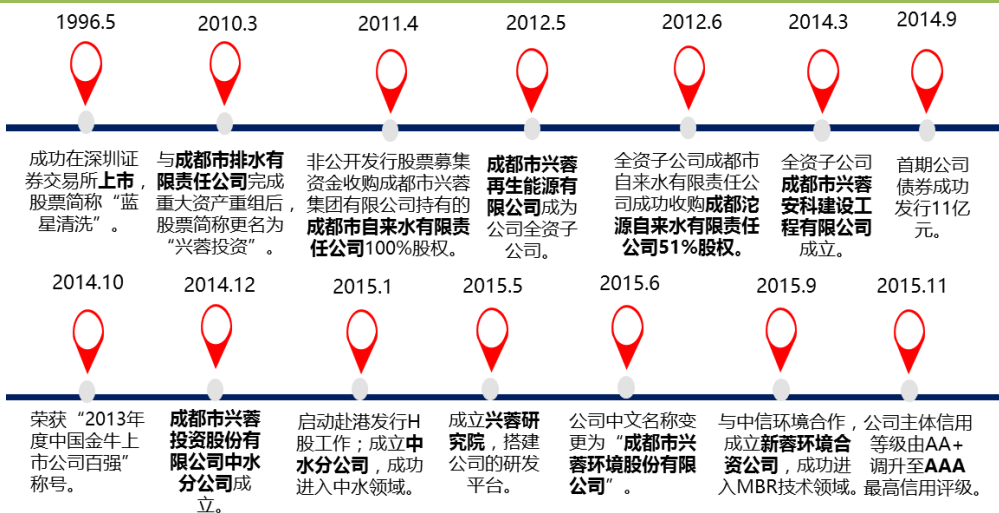 1996.5
2010.3
2011.4
2012.5
2012.6
2014.3
2014.9
成功在深圳证
券交易所上市，
股票简称“蓝
星清洗”。
与成都市排水有
限责任公司完成
重大资产重组后，
股票简称更名为
“兴蓉投资”。
非公开发行股票募集
资金收购成都市兴蓉
集团有限公司持有的
成都市自来水有限责
任公司100%股权。
成都市兴蓉
再生能源有
限公司成为
公司全资子
公司。
全资子公司成都市
自来水有限责任公
司成功收购成都沱
源自来水有限责任
公司51%股权。
全资子公司
成都市兴蓉
安科建设工
程有限公司
成立。
首期公司
债券成功
发行11亿
元。
2014.10
2014.12
2015.1
2015.5
2015.6
2015.9
2015.11
荣获“2013年
度中国金牛上
市公司百强”
称号。
成都市兴蓉
投资股份有
限公司中水
分公司成
立。
启动赴港发行H
股工作；成立中
水分公司，成功
进入中水领域。
成立兴蓉研
究院，搭建
公司的研发
平台。
公司中文名称变
更为“成都市兴
蓉环境股份有限
公司”。
与中信环境合作，
成立新蓉环境合
资公司，成功进
入MBR技术领域。
公司主体信用
等级由AA+
调升至AAA
最高信用评级。